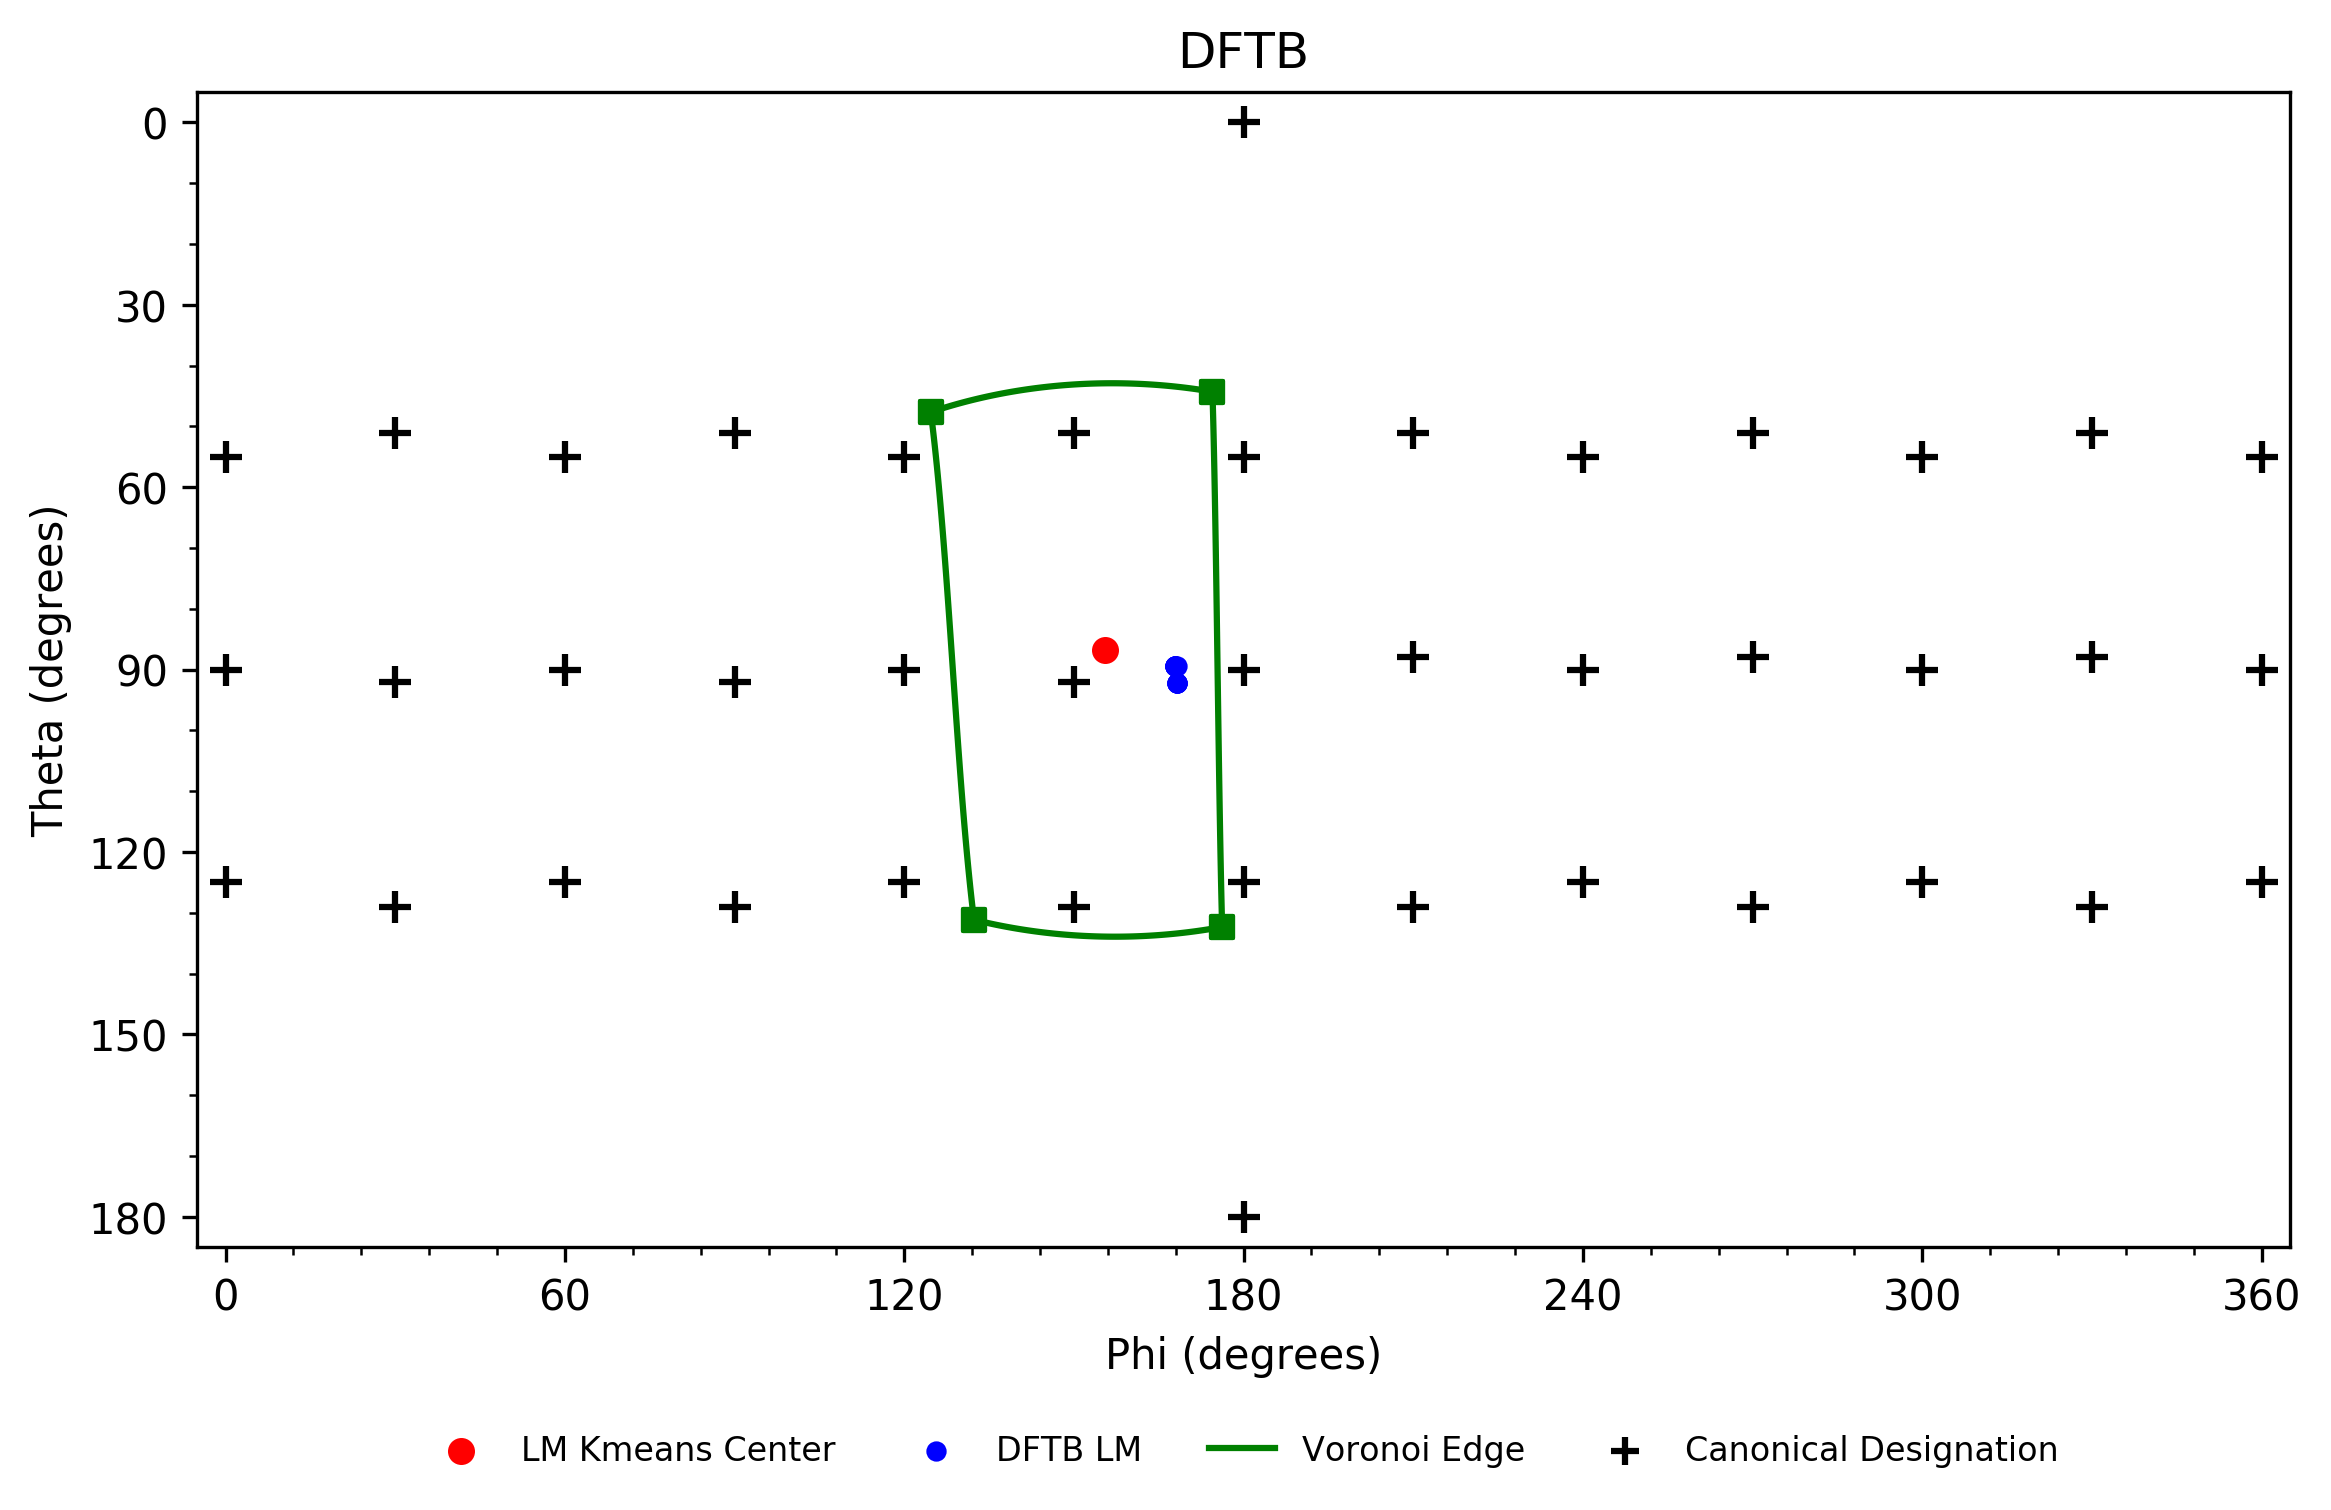 DFTB
0
30
60
90
120
150
180
Theta (degrees)
0 60 120 180 240 300 360
Phi (degrees)
LM Kmeans Center DFTB LM Voronoi Edge Canonical Designation